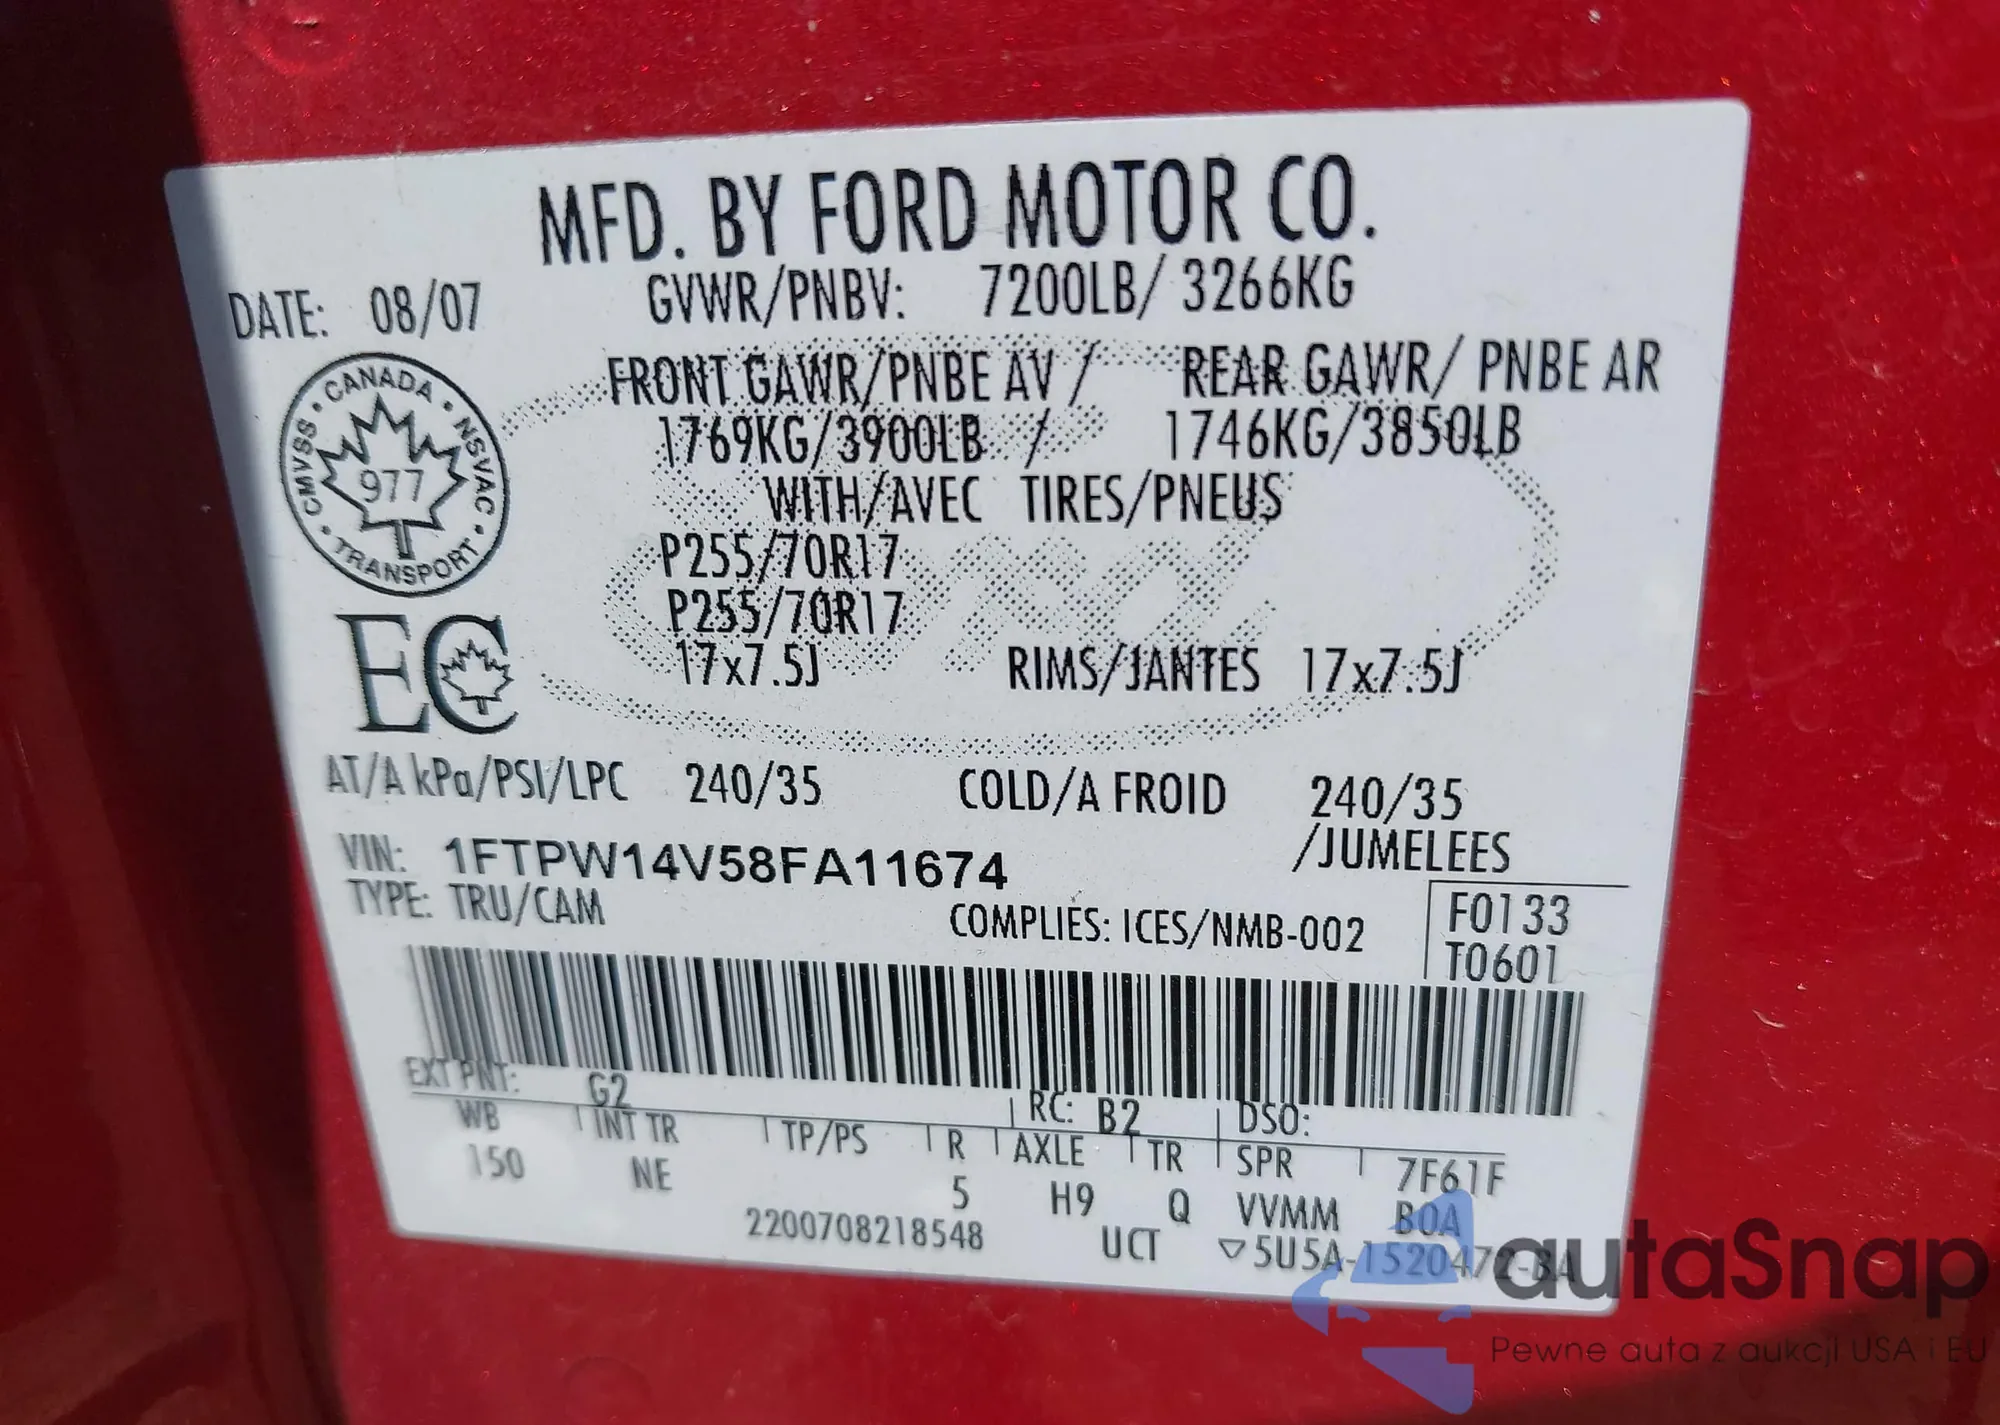 MFD. BY FORD MOTOR CO.
DATE: 08/07 GVWR/PNBV: 7200LB/ 3266KG
FRONT GAWR/PNBE AV / REAR GAWR/ PNBE AR
1769KG/3900LB / 1746KG/3850LB
WITH/AVEC TIRES/PNEUS
P255/70R17
P255/70R17
17x7.5J RIMS/JANTES 17x7.5J
CMVSS • CANADA • NSVAC • TRANSPORT •
977
EC
AT/A kPa/PSI/LPC 240/35 COLD/A FROID 240/35
/JUMELEES
VIN: 1FTPW14V58FA11674
TYPE: TRU/CAM
COMPLIES: ICES/NMB-002
F0133
T0601
EXT PNT: G2 RC: B2 DSO:
WB INT TR TP/PS R AXLE TR SPR 7F61F
150 NE 5 H9 Q VVMM B0A
2200708218548 UCT ▽5U5A-1520472-BA
autaSnap
Pewne auta z aukcji USA i EU